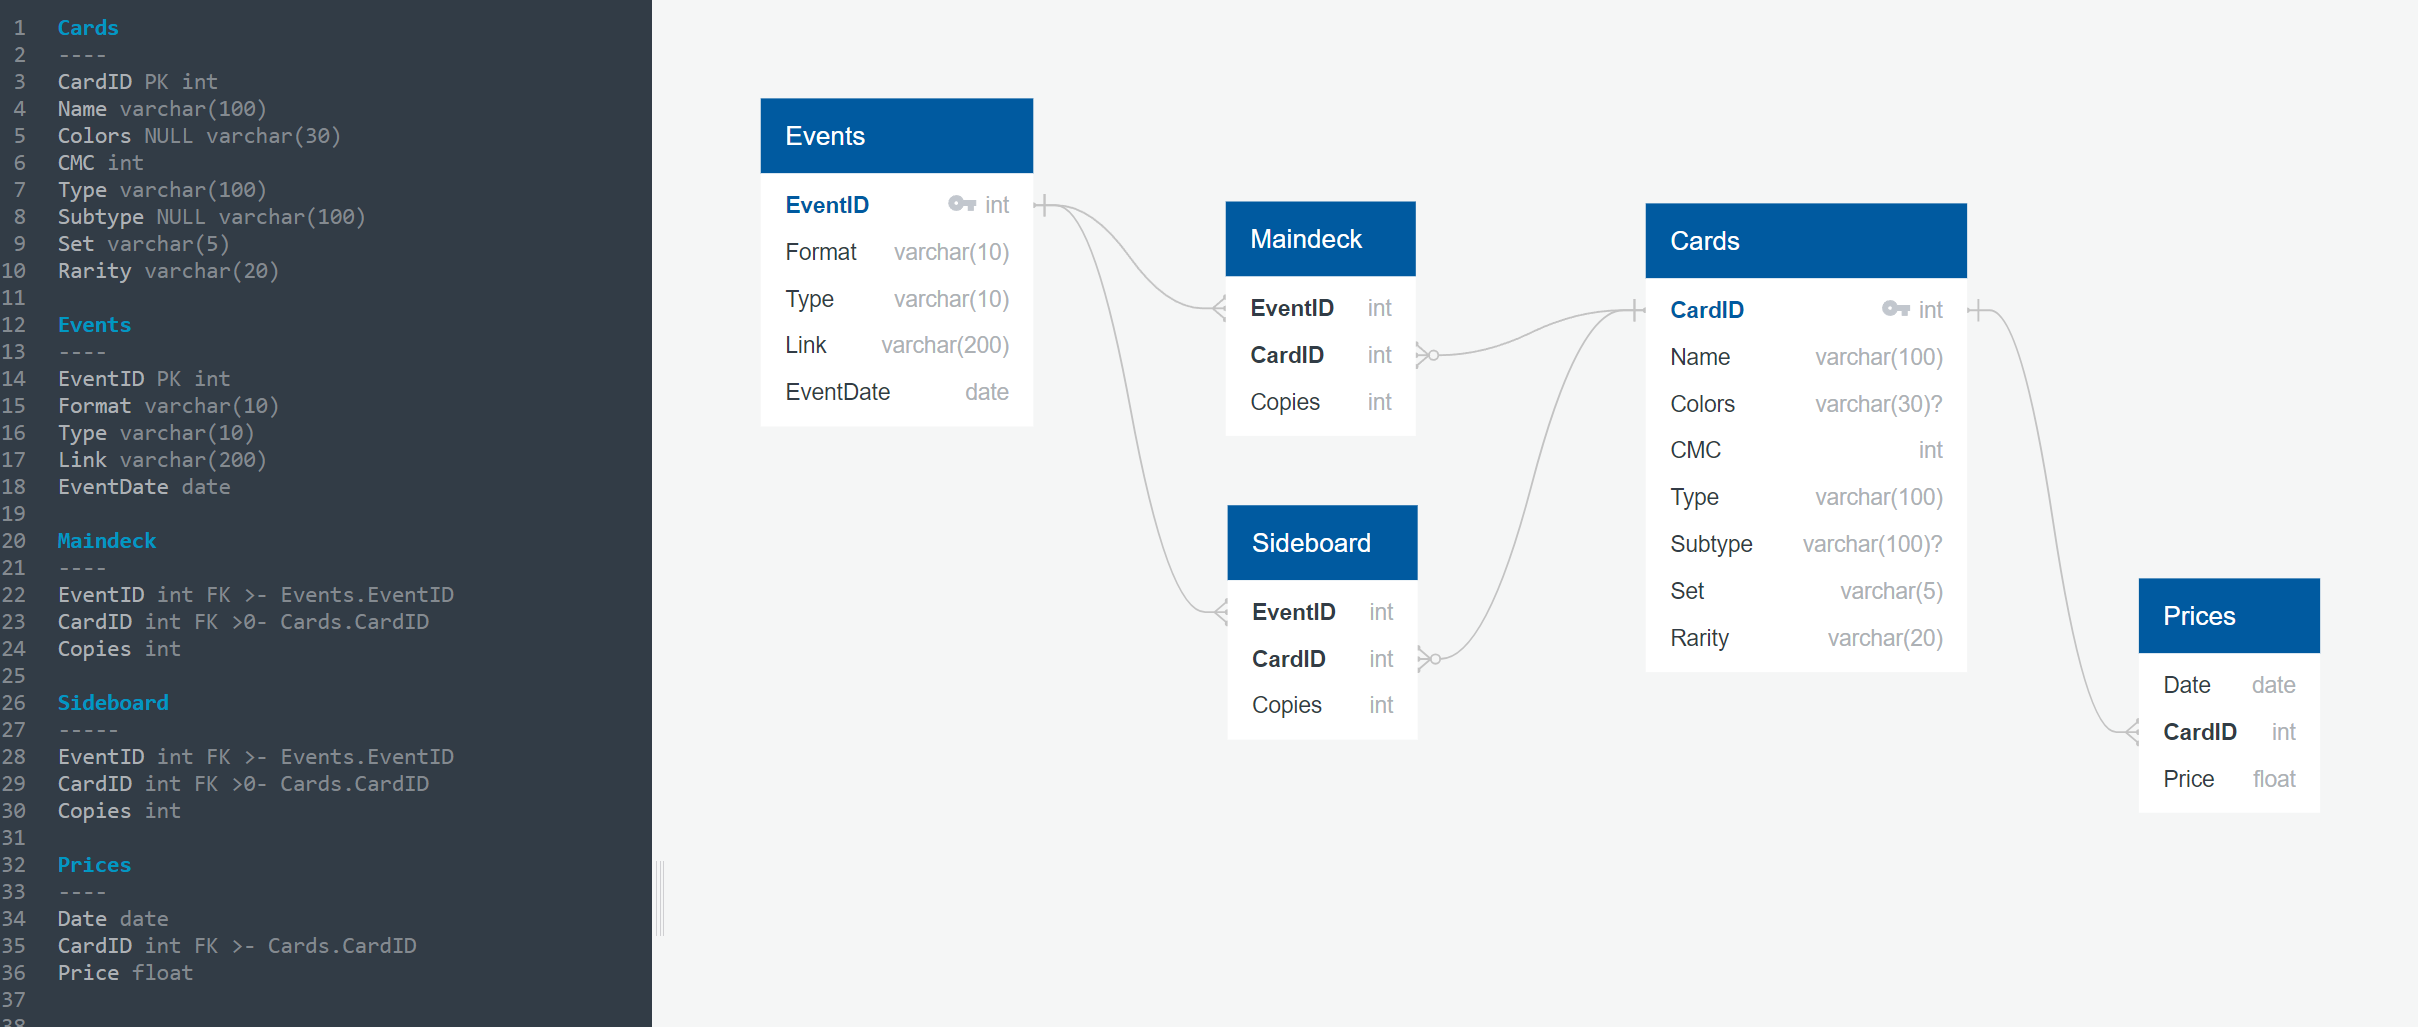 1 Cards
2 ----
3 CardID PK int
4 Name varchar(100)
5 Colors NULL varchar(30)
6 CMC int
7 Type varchar(100)
8 Subtype NULL varchar(100)
9 Set varchar(5)
10 Rarity varchar(20)
11
12 Events
13 ----
14 EventID PK int
15 Format varchar(10)
16 Type varchar(10)
17 Link varchar(200)
18 EventDate date
19
20 Maindeck
21 ----
22 EventID int FK >- Events.EventID
23 CardID int FK >0- Cards.CardID
24 Copies int
25
26 Sideboard
27 -----
28 EventID int FK >- Events.EventID
29 CardID int FK >0- Cards.CardID
30 Copies int
31
32 Prices
33 ----
34 Date date
35 CardID int FK >- Cards.CardID
36 Price float
37
38
Events
EventID int
Format varchar(10)
Type varchar(10)
Link varchar(200)
EventDate date
Maindeck
EventID int
CardID int
Copies int
Sideboard
EventID int
CardID int
Copies int
Cards
CardID int
Name varchar(100)
Colors varchar(30)?
CMC int
Type varchar(100)
Subtype varchar(100)?
Set varchar(5)
Rarity varchar(20)
Prices
Date date
CardID int
Price float